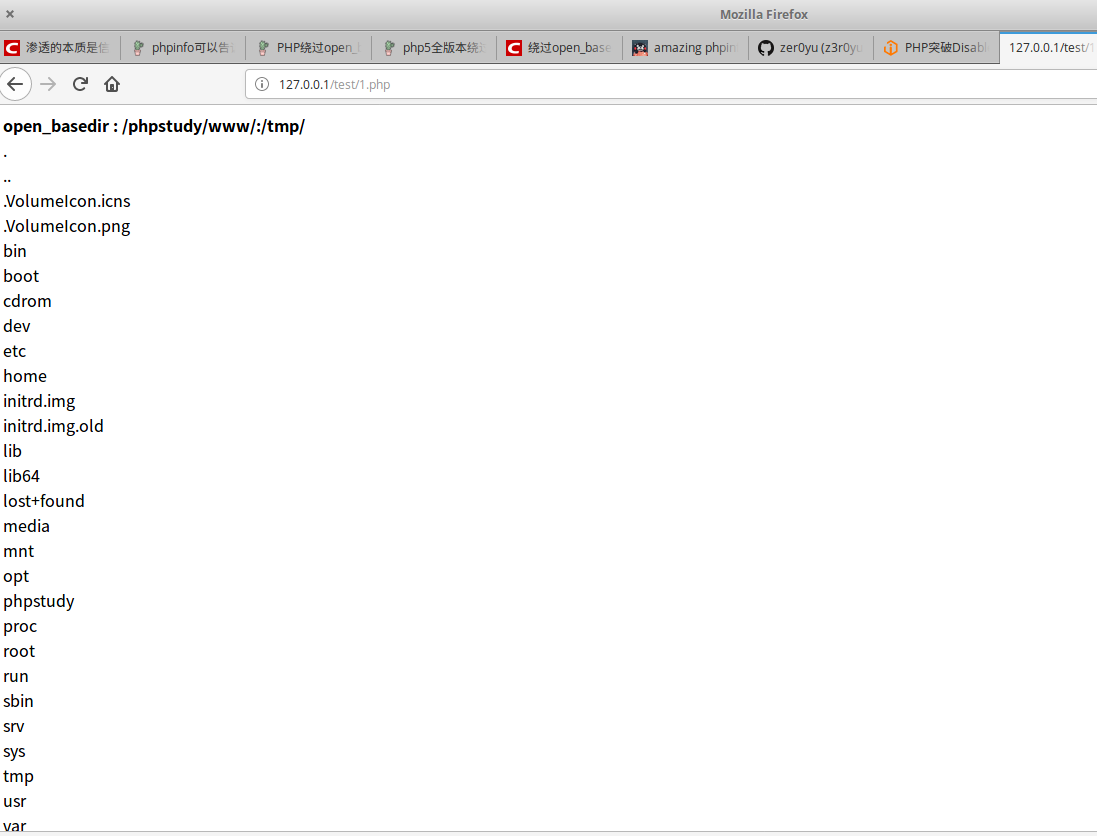 Mozilla Firefox
渗透的本质是信
phpinfo可以告
PHP绕过open_
php5全版本绕
绕过open_base
amazing phpin
zer0yu (z3r0yu
PHP突破Disabl
127.0.0.1/test/1
127.0.0.1/test/1.php
open_basedir : /phpstudy/www/:/tmp/
.
..
.VolumeIcon.icns
.VolumeIcon.png
bin
boot
cdrom
dev
etc
home
initrd.img
initrd.img.old
lib
lib64
lost+found
media
mnt
opt
phpstudy
proc
root
run
sbin
srv
sys
tmp
usr
var